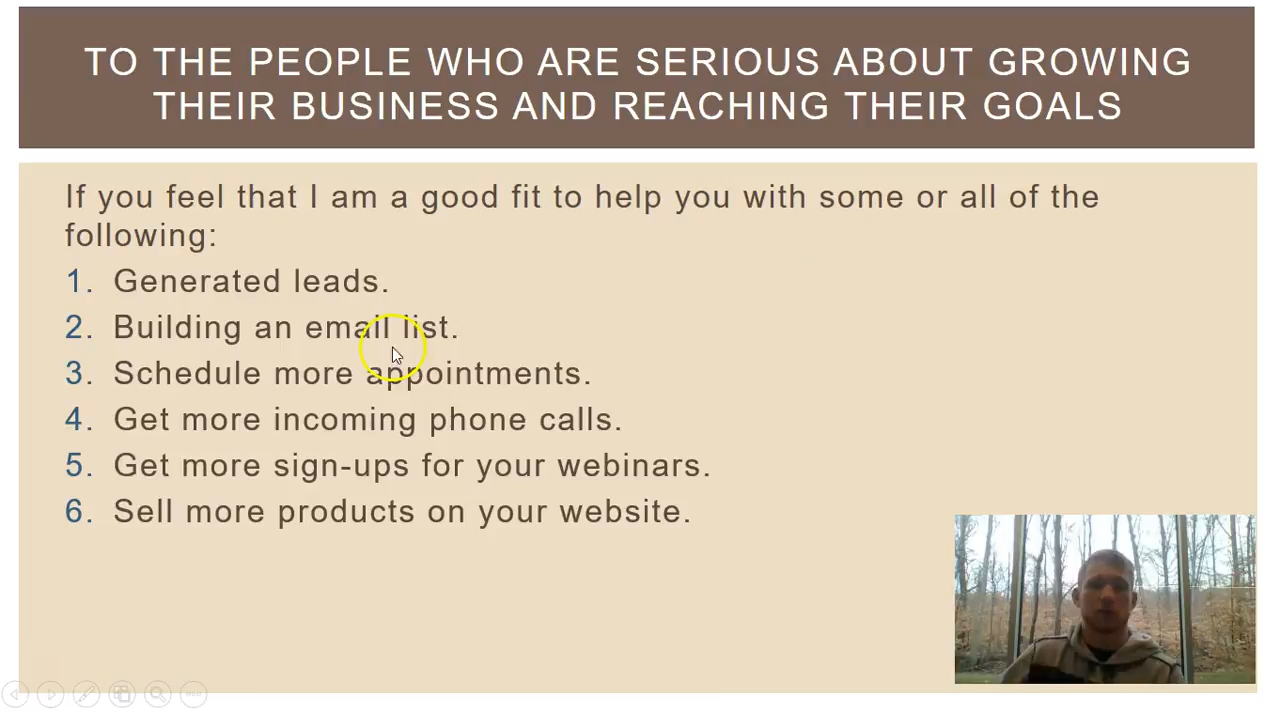 TO THE PEOPLE WHO ARE SERIOUS ABOUT GROWING
THEIR BUSINESS AND REACHING THEIR GOALS
If you feel that I am a good fit to help you with some or all of the
following:
1. Generated leads.
2. Building an email list.
3. Schedule more appointments.
4. Get more incoming phone calls.
5. Get more sign-ups for your webinars.
6. Sell more products on your website.